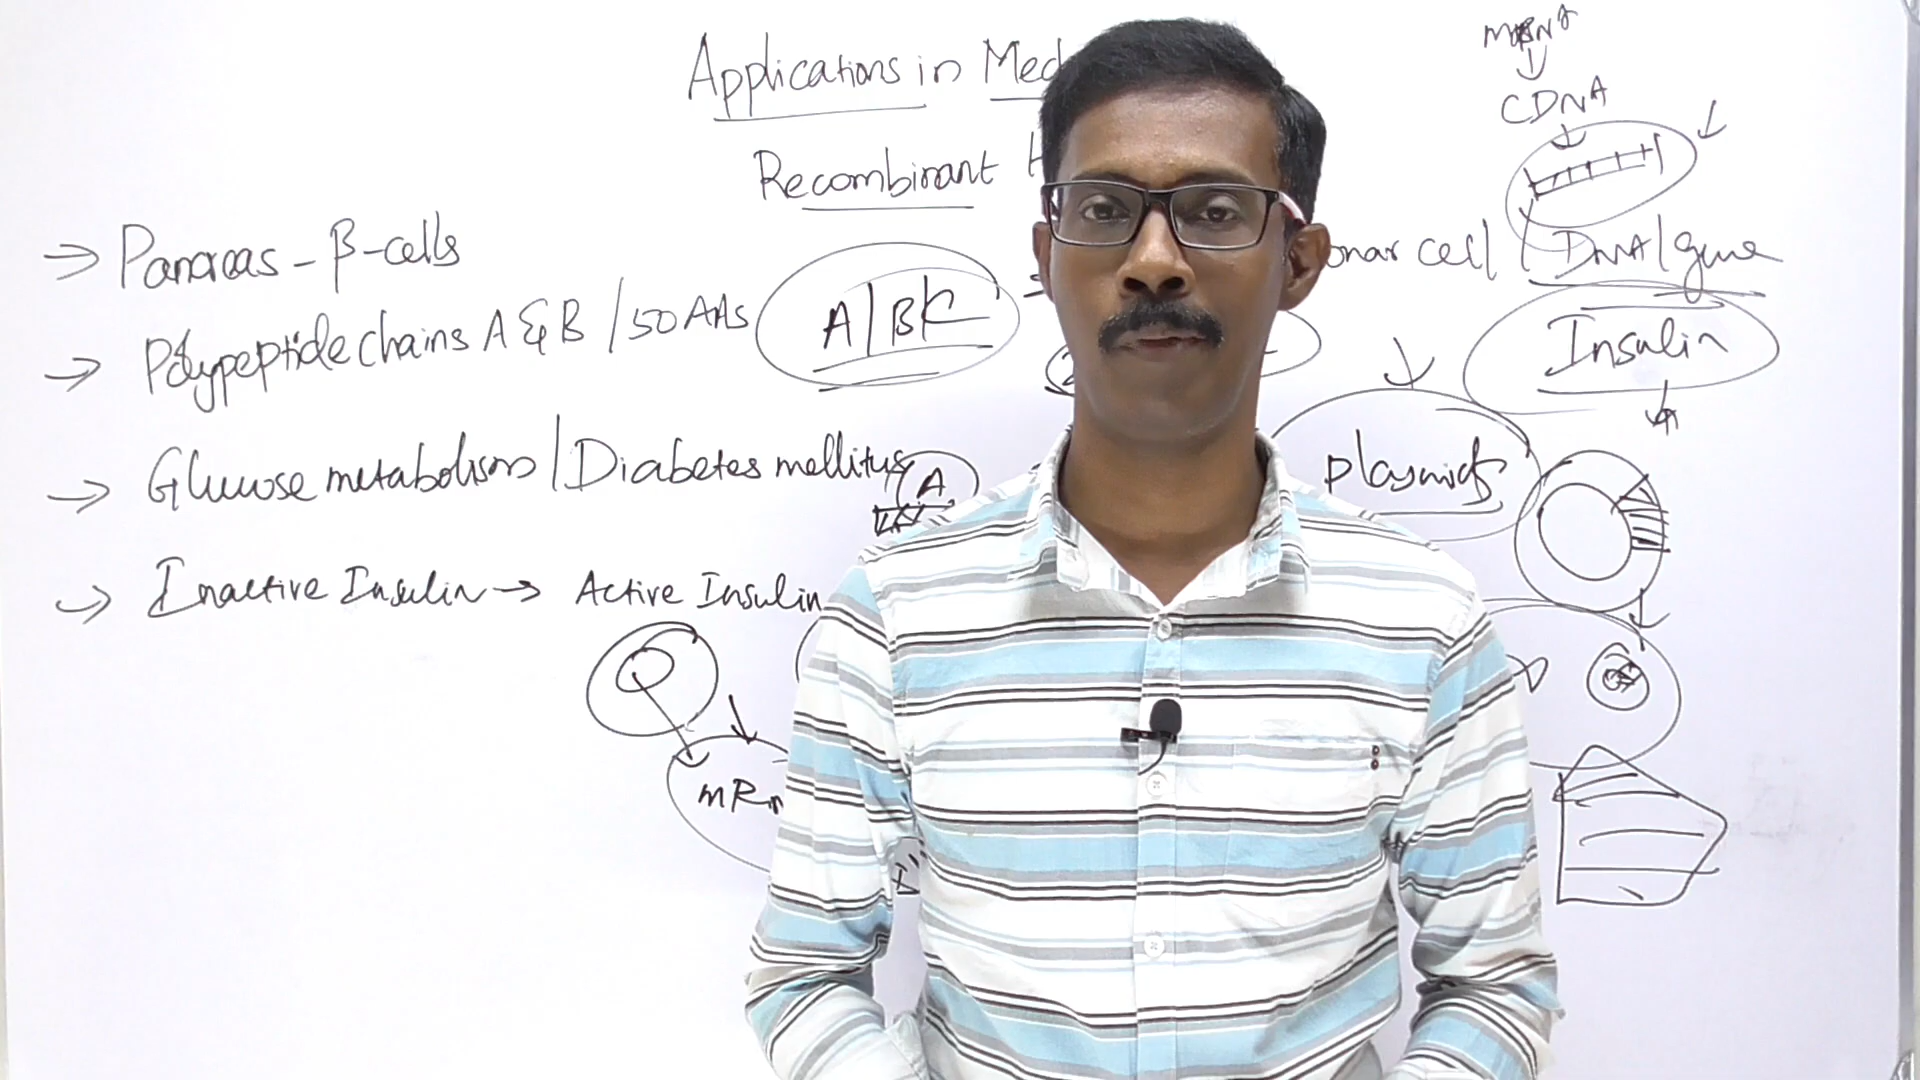 Applications in Med
Recombinant H
→ Pancreas - β-cells
→ Polypeptide chains A & B / 50 AAs
A/B/C
→ Glucose metabolism / Diabetes mellitus
A
→ Inactive Insulin → Active Insulin
mRn
mRNA
CDNA
onar cell / DNA/gene
Insulin
plasmids